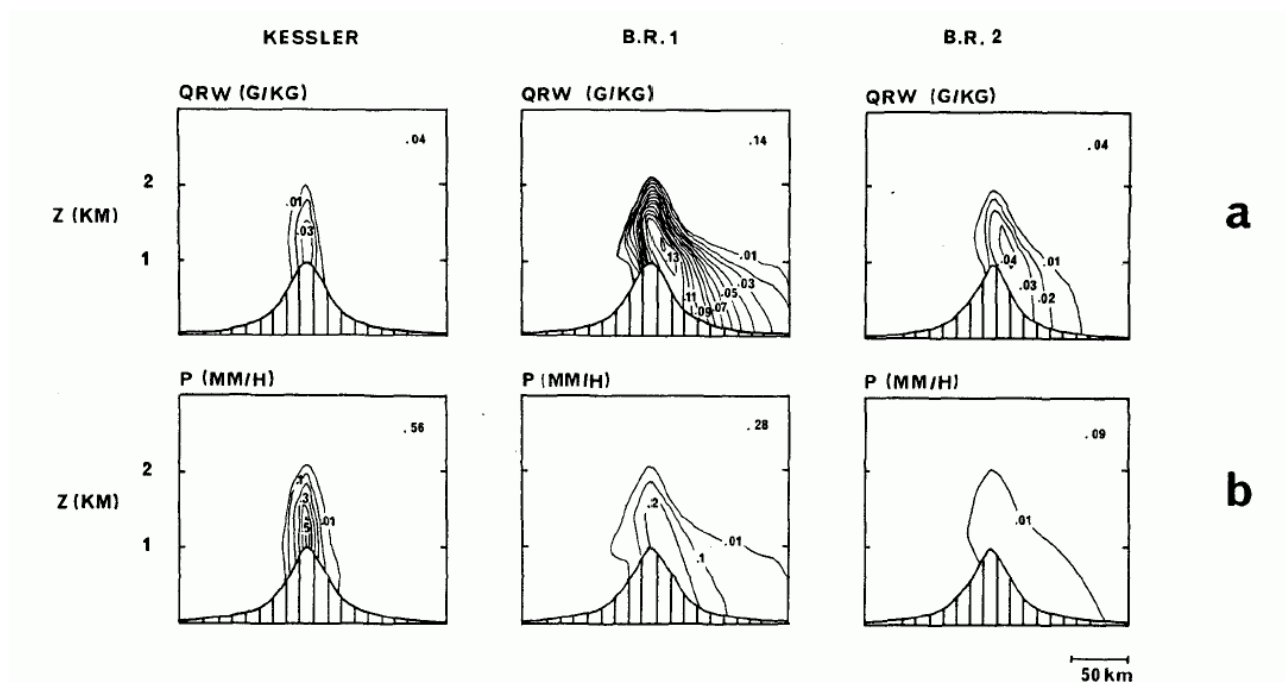 KESSLER B.R.1 B.R. 2
QRW (G/KG) QRW (G/KG) QRW (G/KG)
.04 .14 .04
2
Z (KM)
1
.01
.03
.01
.13
.03
.05
.11
.07
.09
.01
.04
.03
.02
a
P (MM/H) P (MM/H) P (MM/H)
.56 .28 .09
2
Z (KM)
1
.1
.3
.5
.01
.2
.01
.1
.01
b
50 km